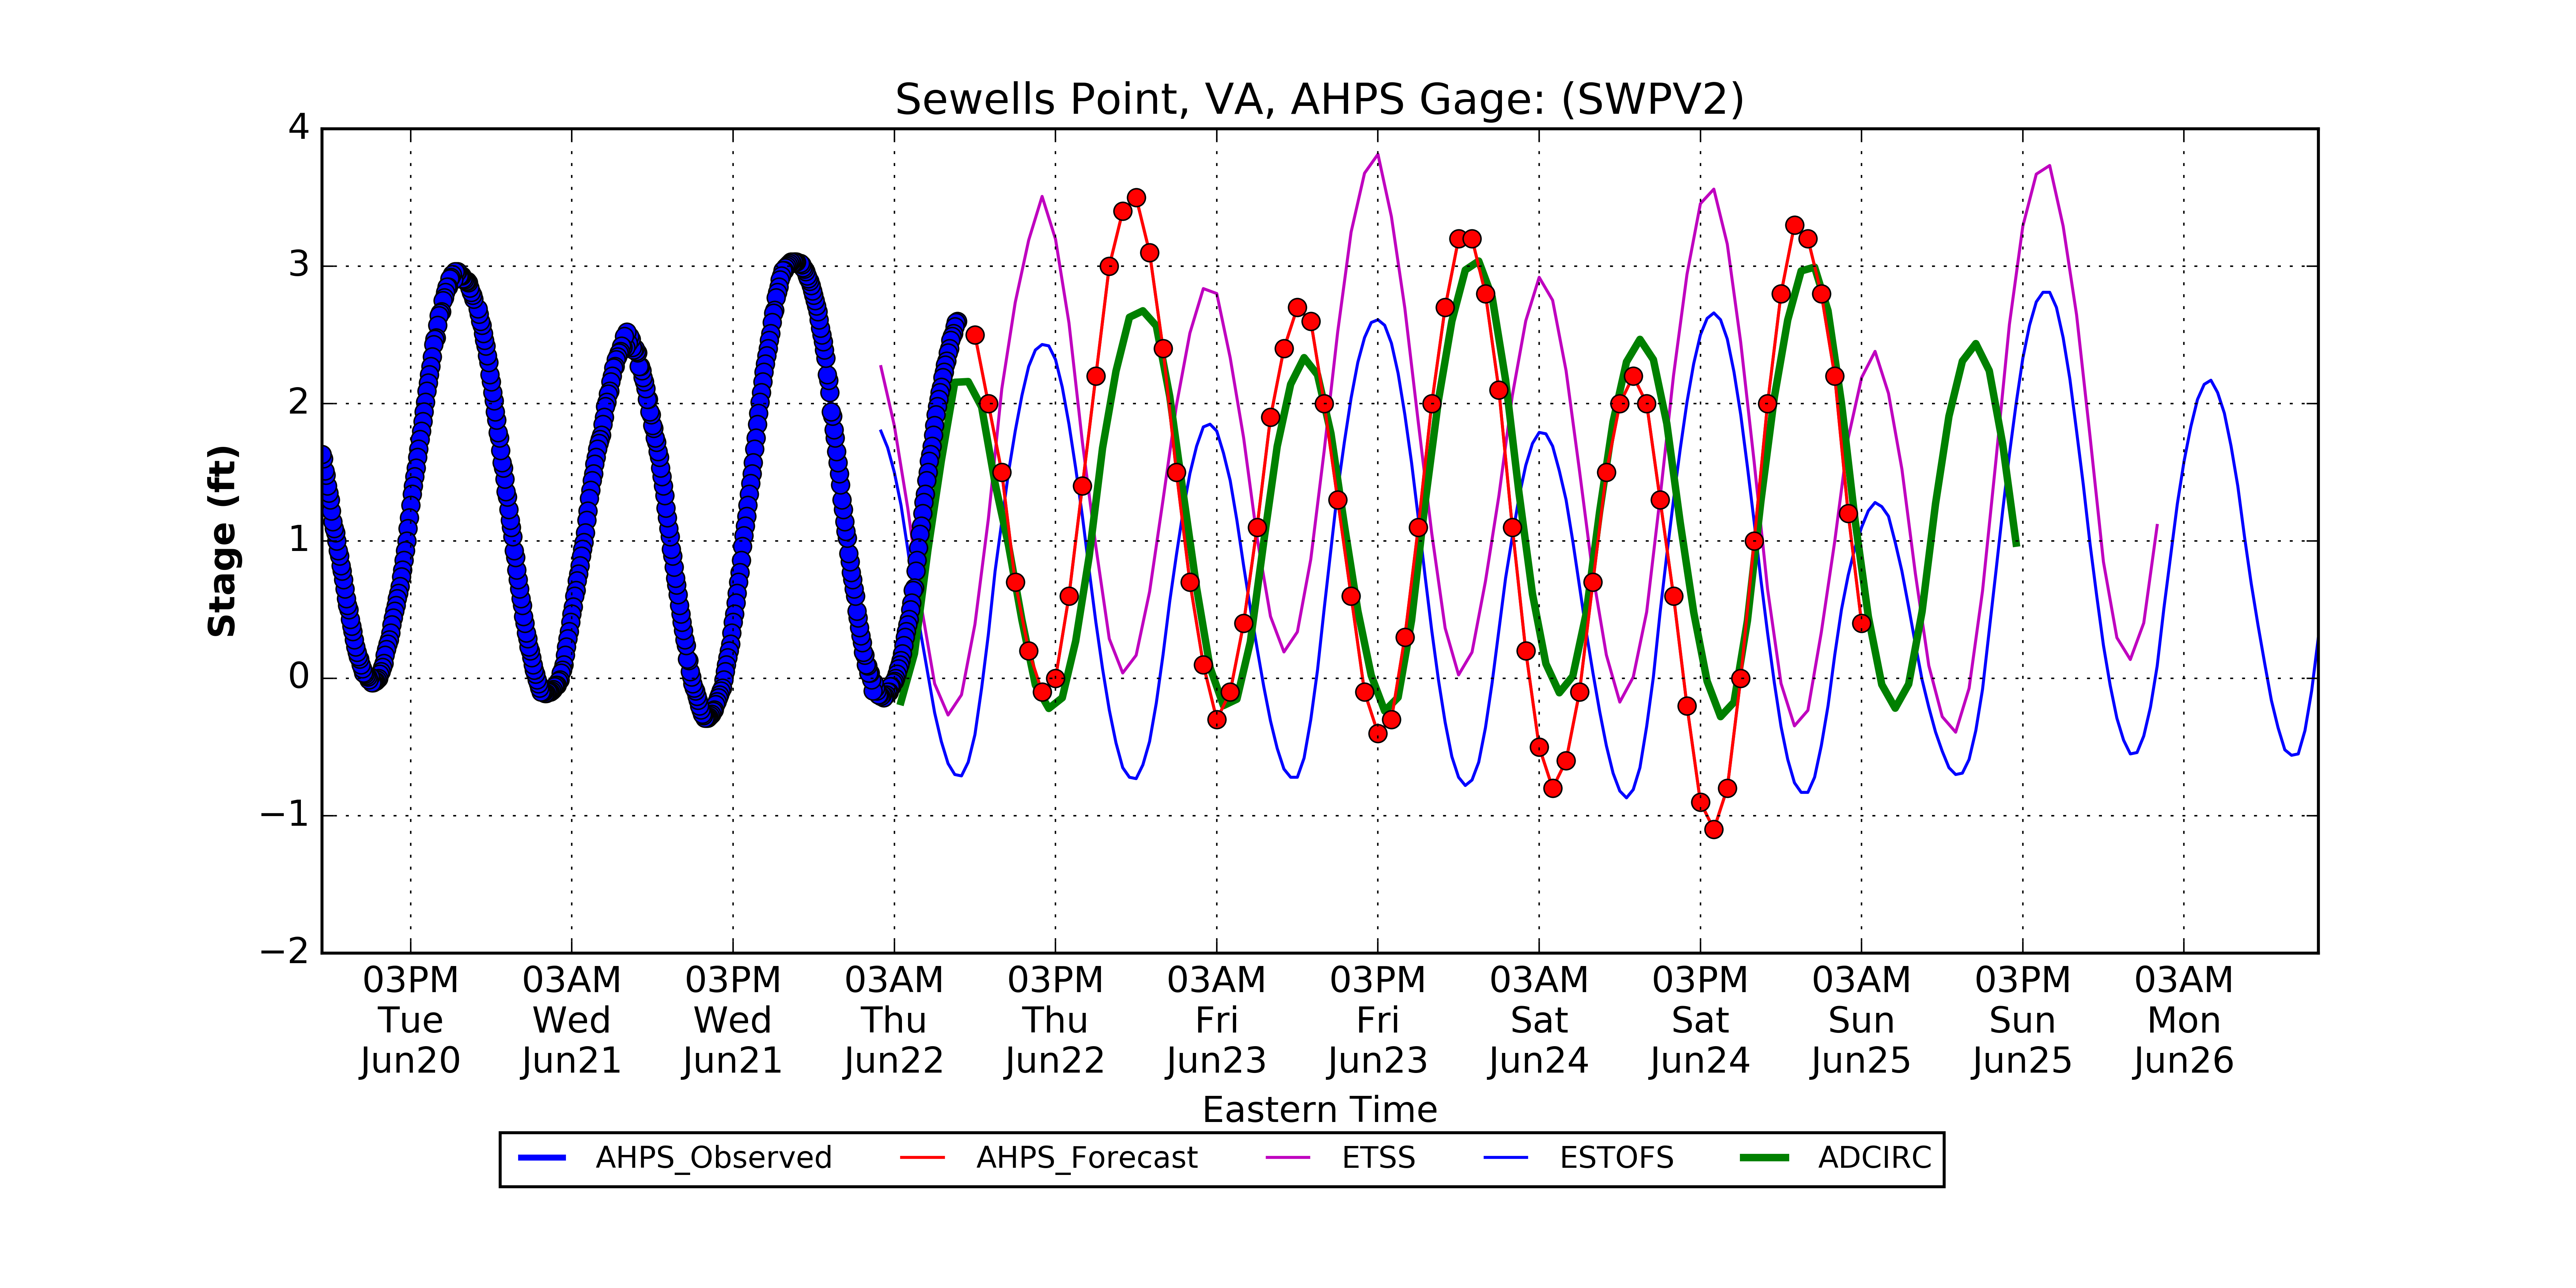 Sewells Point, VA, AHPS Gage: (SWPV2)
4
3
2
1
0
−1
−2
Stage (ft)
03PM 03AM 03PM 03AM 03PM 03AM 03PM 03AM 03PM 03AM 03PM 03AM
Tue Wed Wed Thu Thu Fri Fri Sat Sat Sun Sun Mon
Jun20 Jun21 Jun21 Jun22 Jun22 Jun23 Jun23 Jun24 Jun24 Jun25 Jun25 Jun26
Eastern Time
AHPS_Observed AHPS_Forecast ETSS ESTOFS ADCIRC